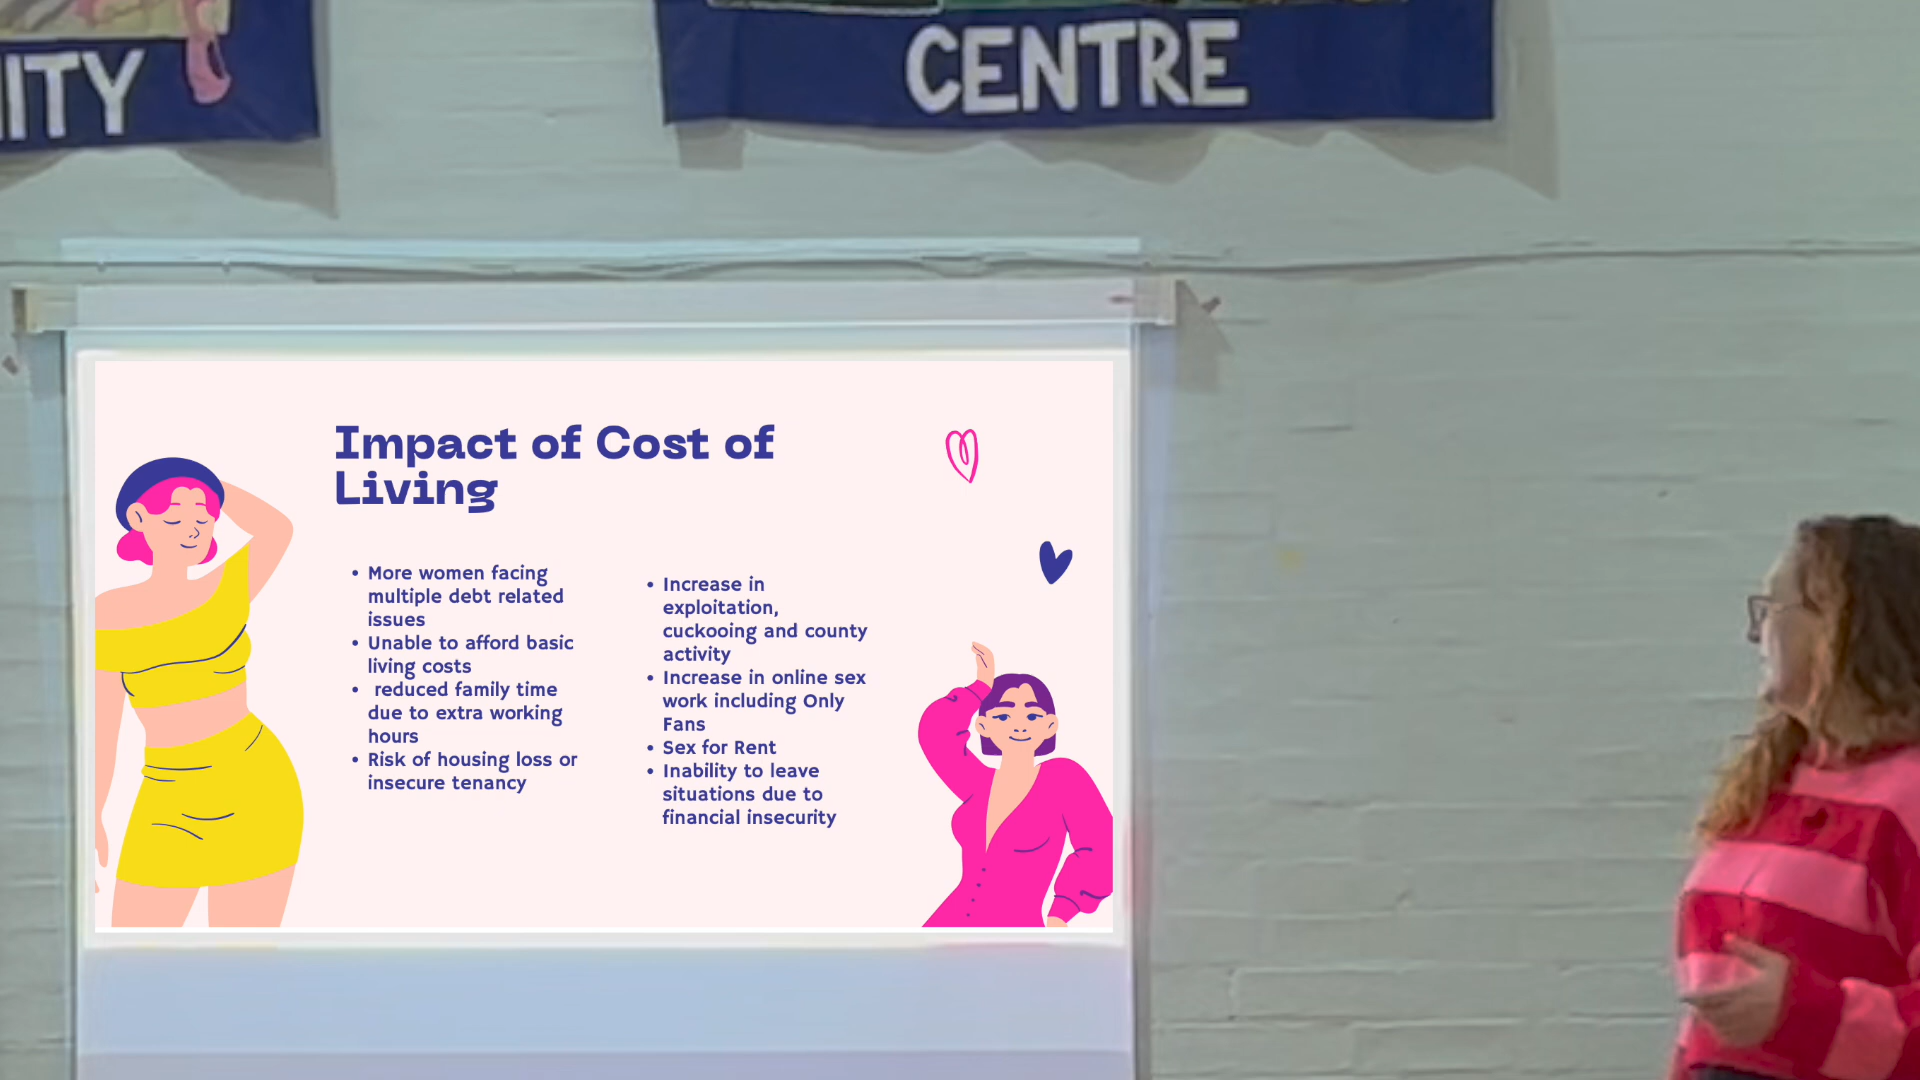 ITY
CENTRE
Impact of Cost of
Living
• More women facing
multiple debt related
issues
• Unable to afford basic
living costs
• reduced family time
due to extra working
hours
• Risk of housing loss or
insecure tenancy
• Increase in
exploitation,
cuckooing and county
activity
• Increase in online sex
work including Only
Fans
• Sex for Rent
• Inability to leave
situations due to
financial insecurity